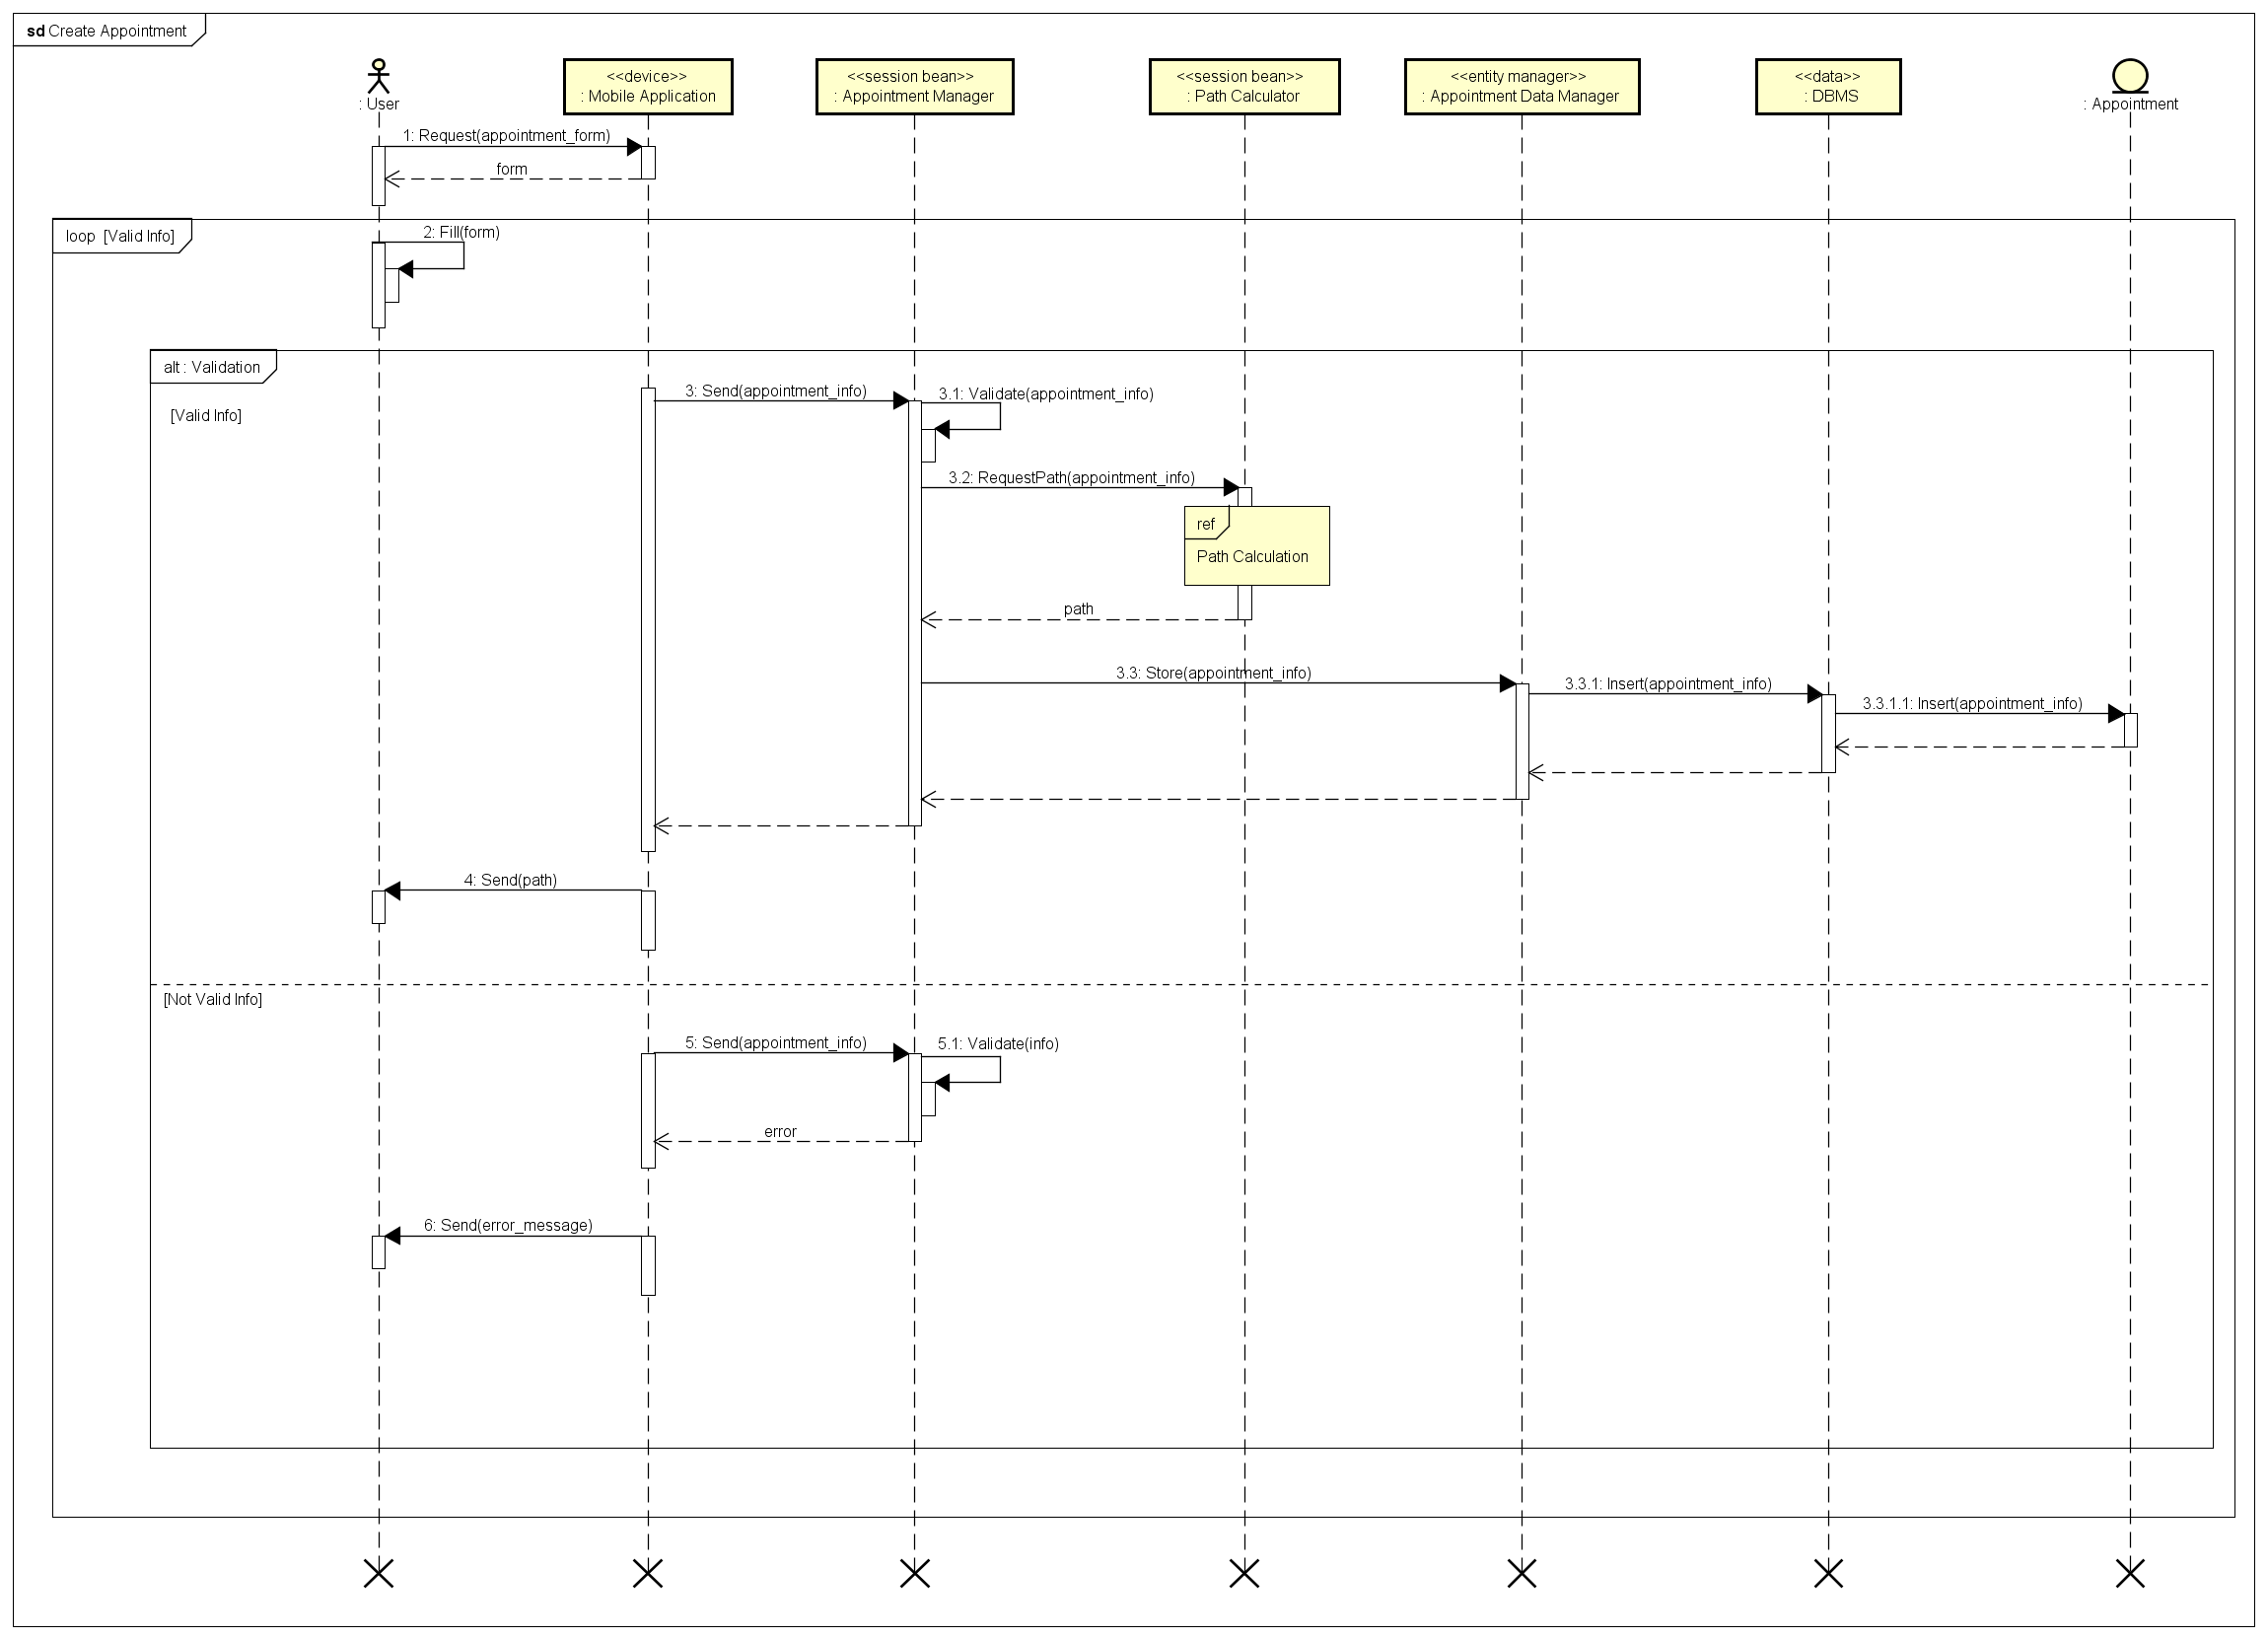 sd Create Appointment
: User
<<device>>
: Mobile Application
<<session bean>>
: Appointment Manager
<<session bean>>
: Path Calculator
<<entity manager>>
: Appointment Data Manager
<<data>>
: DBMS
: Appointment
1: Request(appointment_form)
form
loop [Valid Info]
2: Fill(form)
alt : Validation
[Valid Info]
3: Send(appointment_info)
3.1: Validate(appointment_info)
3.2: RequestPath(appointment_info)
ref
Path Calculation
path
3.3: Store(appointment_info)
3.3.1: Insert(appointment_info)
3.3.1.1: Insert(appointment_info)
4: Send(path)
[Not Valid Info]
5: Send(appointment_info)
5.1: Validate(info)
error
6: Send(error_message)